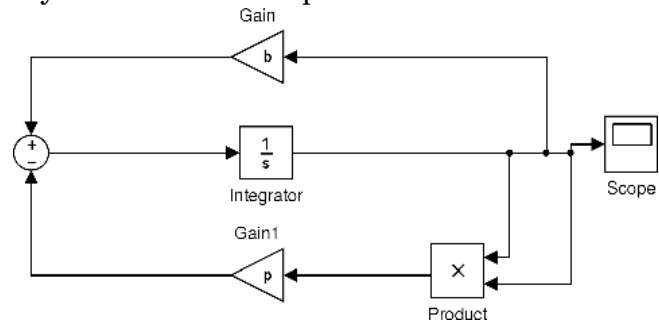 Gain
b
+
−
1
s
Integrator
Scope
Gain1
p
×
Product